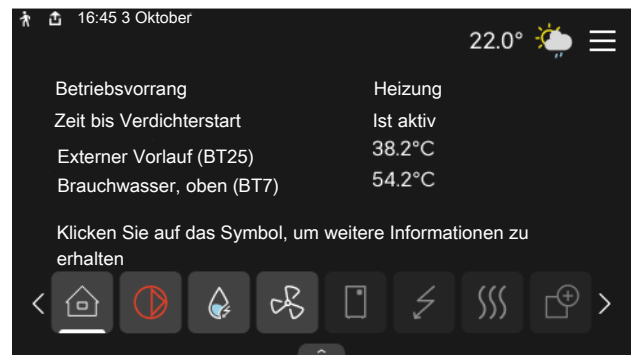 16:45 3 Oktober
22.0°
Betriebsvorrang Heizung
Zeit bis Verdichterstart Ist aktiv
Externer Vorlauf (BT25) 38.2°C
Brauchwasser, oben (BT7) 54.2°C
Klicken Sie auf das Symbol, um weitere Informationen zu
erhalten